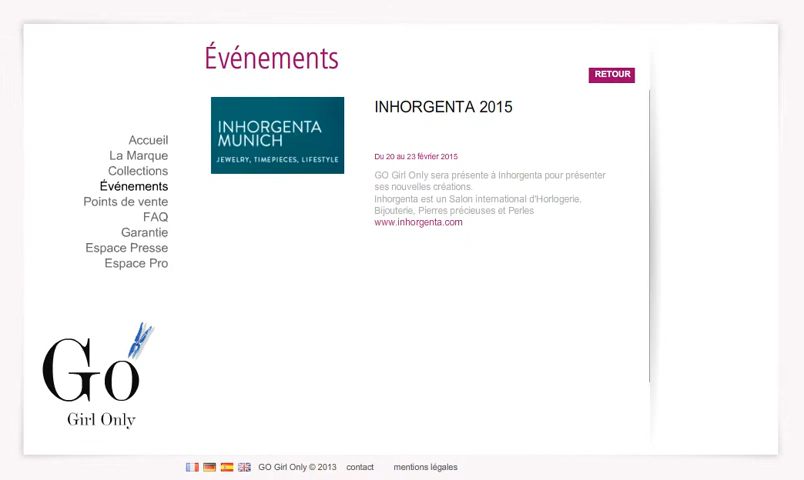 Événements
RETOUR
INHORGENTA
MUNICH
JEWELRY, TIMEPIECES, LIFESTYLE
INHORGENTA 2015
Du 20 au 23 février 2015
GO Girl Only sera présente à Inhorgenta pour présenter
ses nouvelles créations.
Inhorgenta est un Salon international d'Horlogerie,
Bijouterie, Pierres précieuses et Perles
www.inhorgenta.com
Accueil
La Marque
Collections
Événements
Points de vente
FAQ
Garantie
Espace Presse
Espace Pro
Go
Girl Only
GO Girl Only © 2013 contact mentions légales